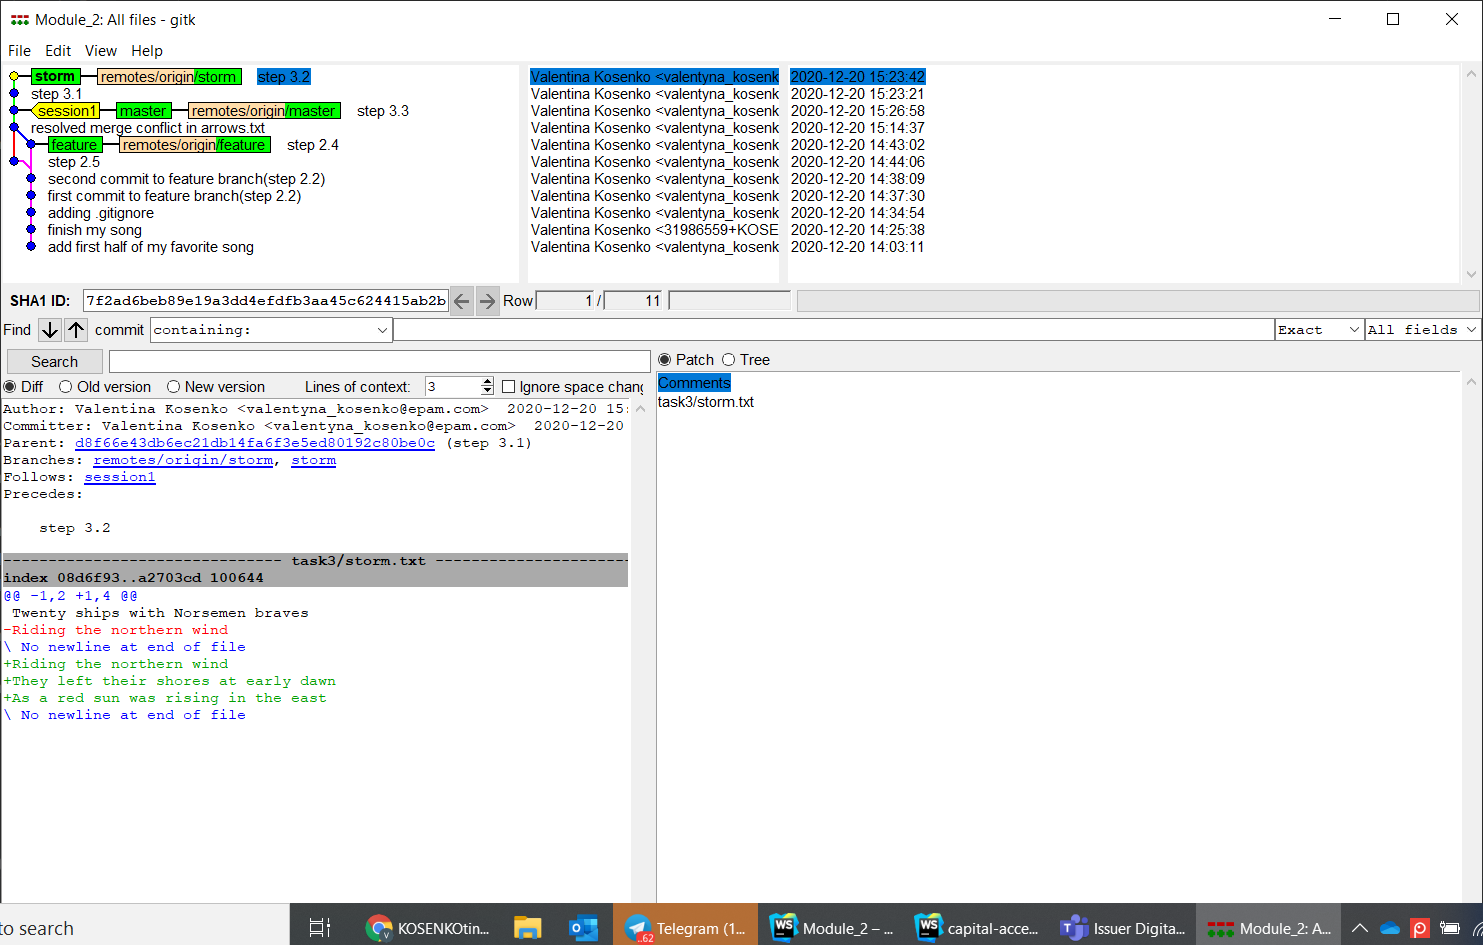 Module_2: All files - gitk
File Edit View Help
storm remotes/origin/storm step 3.2 Valentina Kosenko <valentyna_kosenk 2020-12-20 15:23:42
step 3.1 Valentina Kosenko <valentyna_kosenk 2020-12-20 15:23:21
session1 master remotes/origin/master step 3.3 Valentina Kosenko <valentyna_kosenk 2020-12-20 15:26:58
resolved merge conflict in arrows.txt Valentina Kosenko <valentyna_kosenk 2020-12-20 15:14:37
feature remotes/origin/feature step 2.4 Valentina Kosenko <valentyna_kosenk 2020-12-20 14:43:02
step 2.5 Valentina Kosenko <valentyna_kosenk 2020-12-20 14:44:06
second commit to feature branch(step 2.2) Valentina Kosenko <valentyna_kosenk 2020-12-20 14:38:09
first commit to feature branch(step 2.2) Valentina Kosenko <valentyna_kosenk 2020-12-20 14:37:30
adding .gitignore Valentina Kosenko <valentyna_kosenk 2020-12-20 14:34:54
finish my song Valentina Kosenko <31986559+KOSE 2020-12-20 14:25:38
add first half of my favorite song Valentina Kosenko <valentyna_kosenk 2020-12-20 14:03:11
SHA1 ID: 7f2ad6beb89e19a3dd4efdfb3aa45c624415ab2b Row 1 / 11
Find commit containing: Exact All fields
Search Patch Tree
Diff Old version New version Lines of context: 3 Ignore space chang
Comments
task3/storm.txt
Author: Valentina Kosenko <valentyna_kosenko@epam.com> 2020-12-20 15:
Committer: Valentina Kosenko <valentyna_kosenko@epam.com> 2020-12-20
Parent: d8f66e43db6ec21db14fa6f3e5ed80192c80be0c (step 3.1)
Branches: remotes/origin/storm, storm
Follows: session1
Precedes:
step 3.2
------------------------------ task3/storm.txt ----------------------
index 08d6f93..a2703cd 100644
@@ -1,2 +1,4 @@
Twenty ships with Norsemen braves
-Riding the northern wind
\ No newline at end of file
+Riding the northern wind
+They left their shores at early dawn
+As a red sun was rising in the east
\ No newline at end of file
to search KOSENKOtin... Telegram (1... Module_2 – ... capital-acce... Issuer Digita... Module_2: A...
..62